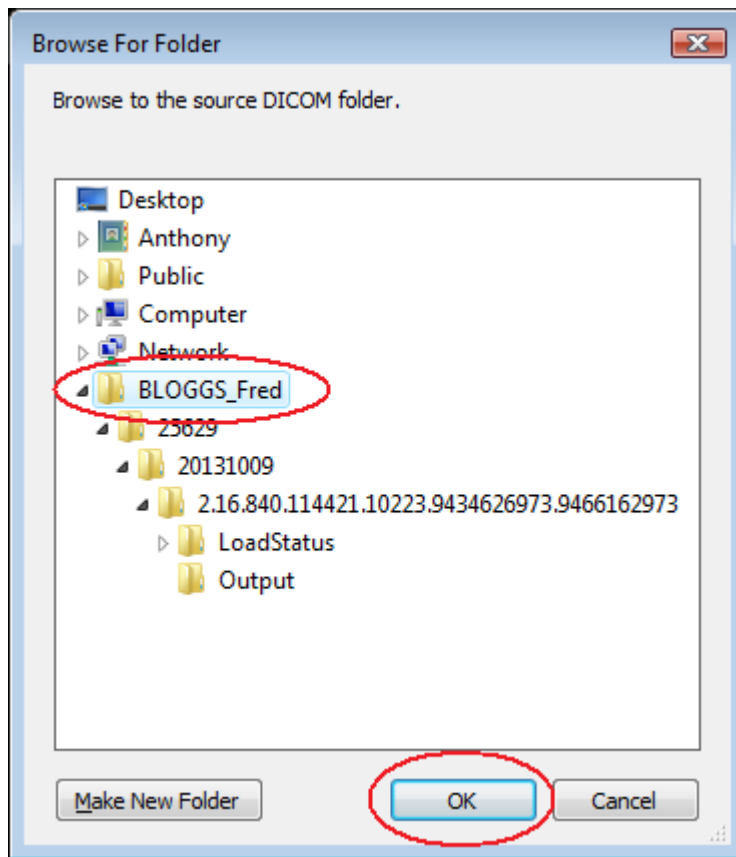 Browse For Folder
Browse to the source DICOM folder.
Desktop
Anthony
Public
Computer
Network
BLOGGS_Fred
25629
20131009
2.16.840.114421.10223.9434626973.9466162973
LoadStatus
Output
Make New Folder OK Cancel